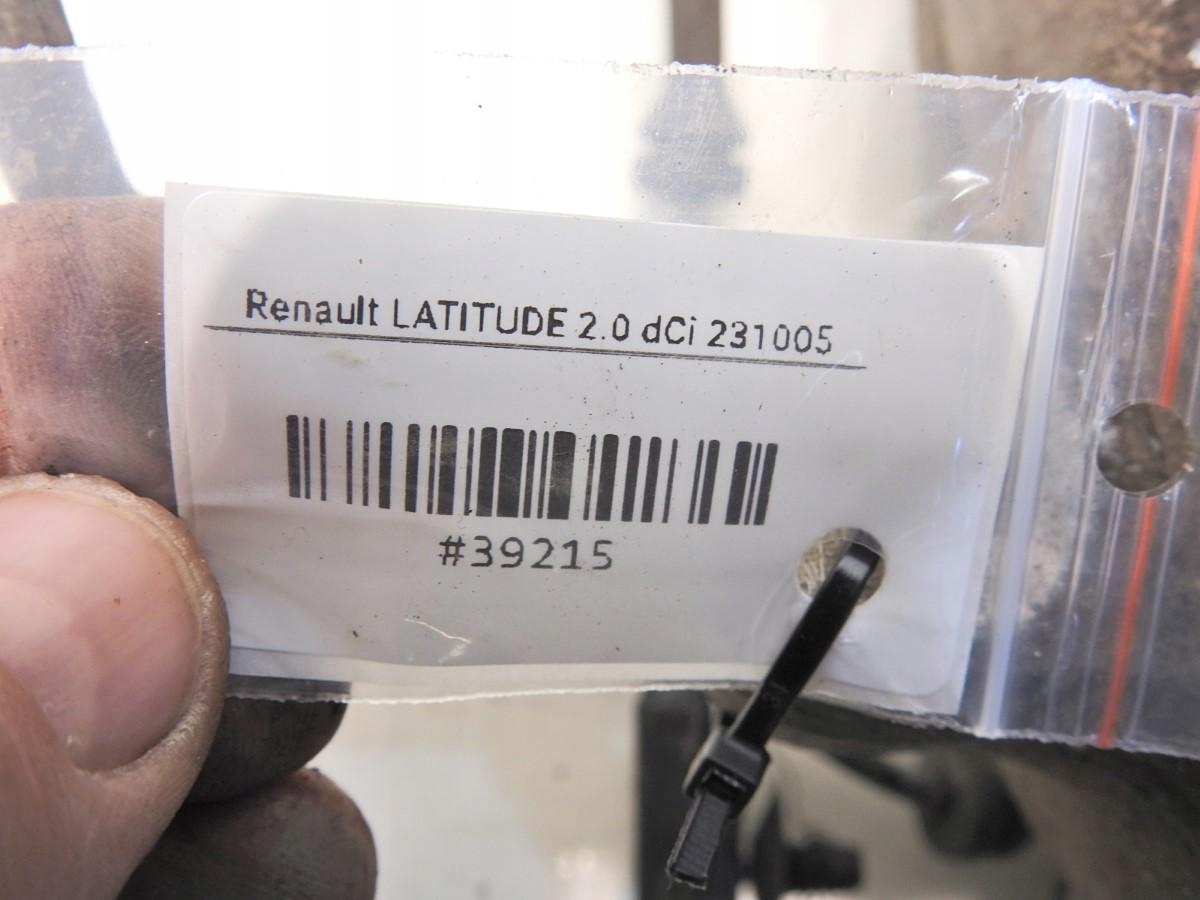 Renault LATITUDE 2.0 dCi 231005
#39215